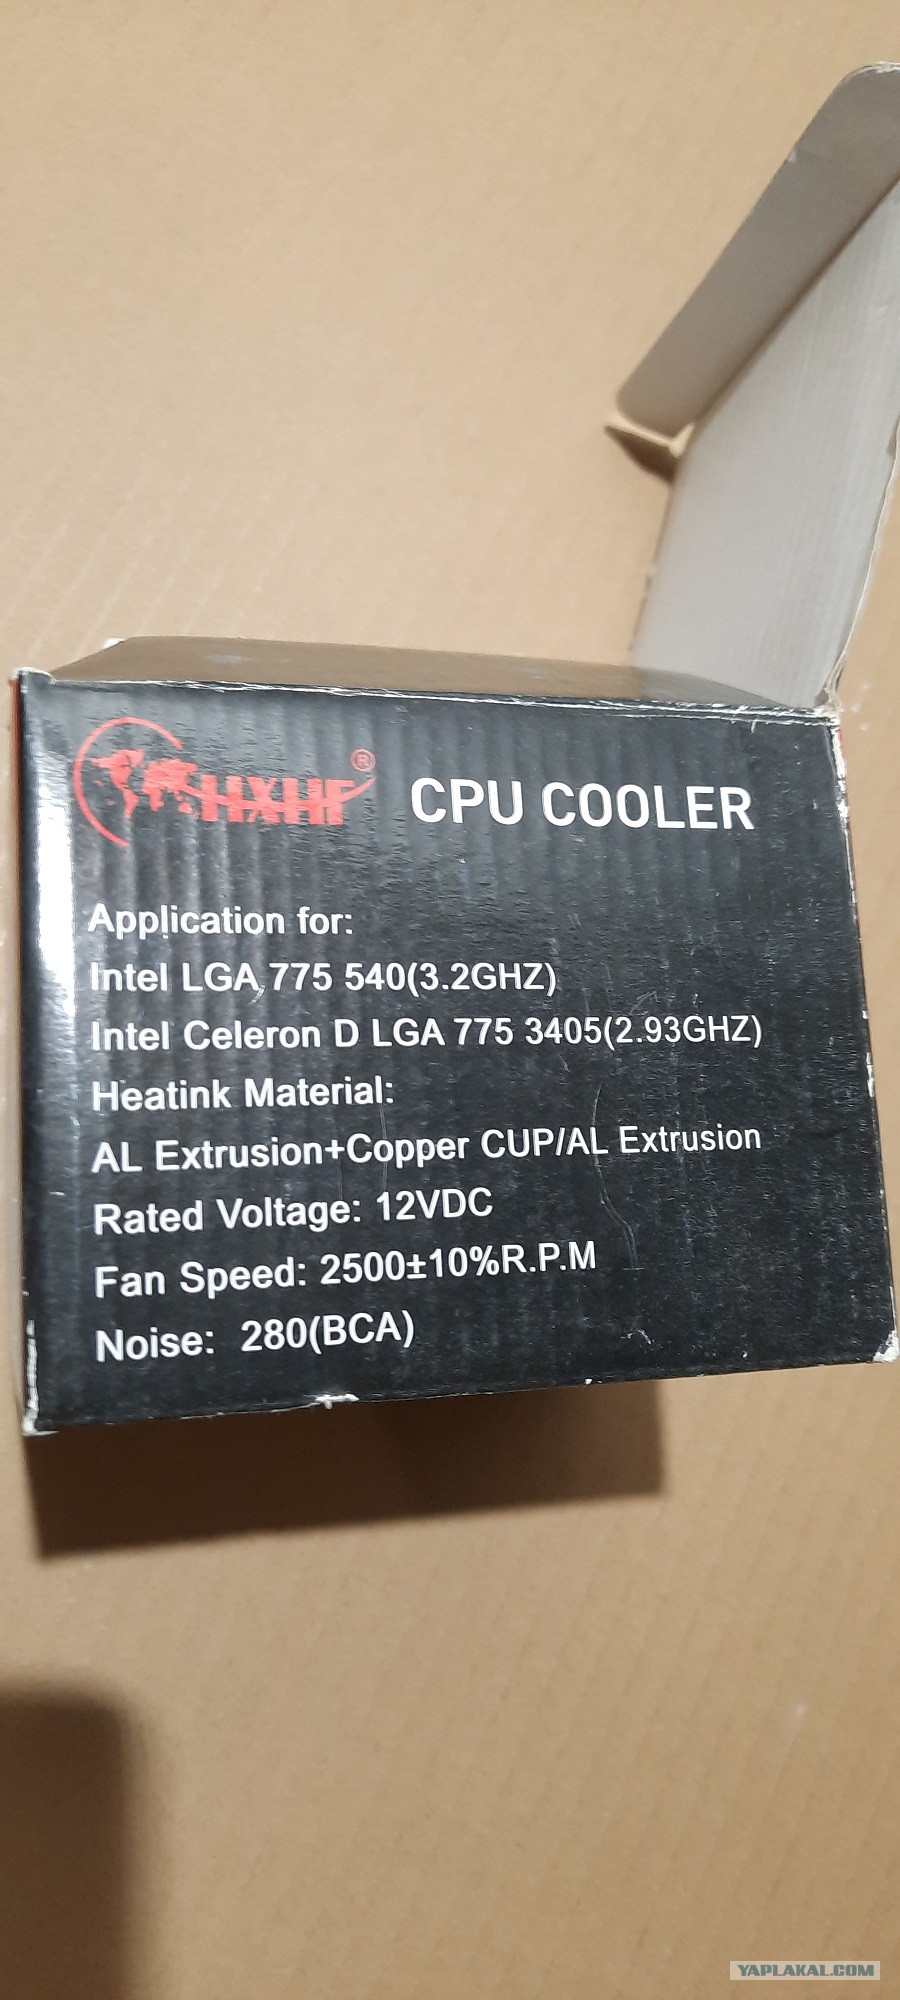 HXHF®
CPU COOLER
Application for:
Intel LGA 775 540(3.2GHZ)
Intel Celeron D LGA 775 3405(2.93GHZ)
Heatink Material:
AL Extrusion+Copper CUP/AL Extrusion
Rated Voltage: 12VDC
Fan Speed: 2500±10%R.P.M
Noise: 280(BCA)
YAPLAKAL.COM